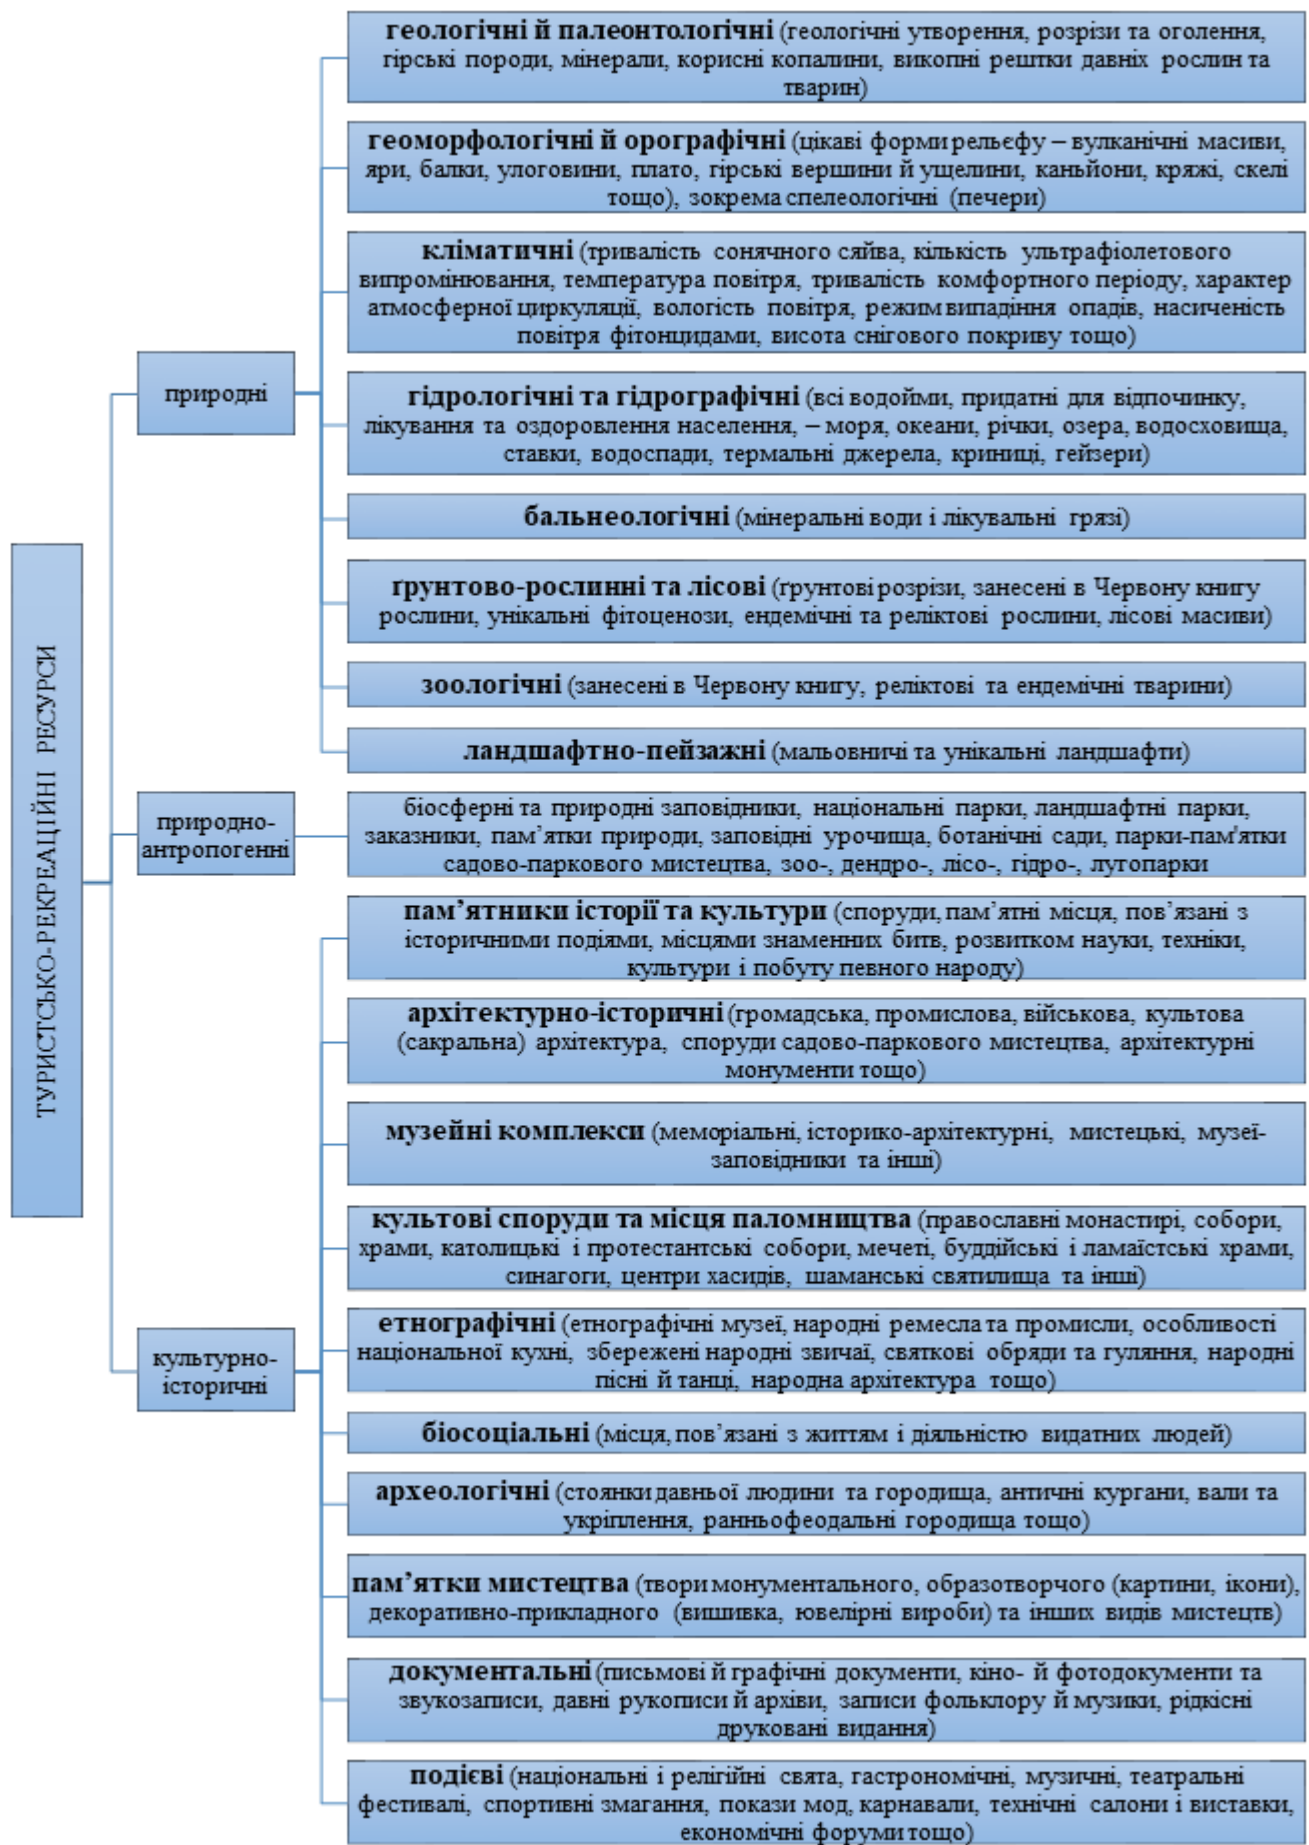 ТУРИСТСЬКО-РЕКРЕАЦІЙНІ РЕСУРСИ
природні
геологічні й палеонтологічні (геологічні утворення, розрізи та оголення,
гірські породи, мінерали, корисні копалини, викопні рештки давніх рослин та
тварин)
геоморфологічні й орографічні (цікаві форми рельєфу – вулканічні масиви,
яри, балки, улоговини, плато, гірські вершини й ущелини, каньйони, кряжі, скелі
тощо), зокрема спелеологічні (печери)
кліматичні (тривалість сонячного сяйва, кількість ультрафіолетового
випромінювання, температура повітря, тривалість комфортного періоду, характер
атмосферної циркуляції, вологість повітря, режим випадіння опадів, насиченість
повітря фітонцидами, висота снігового покриву тощо)
гідрологічні та гідрографічні (всі водойми, придатні для відпочинку,
лікування та оздоровлення населення, – моря, океани, річки, озера, водосховища,
ставки, водоспади, термальні джерела, криниці, гейзери)
бальнеологічні (мінеральні води і лікувальні грязі)
ґрунтово-рослинні та лісові (ґрунтові розрізи, занесені в Червону книгу
рослини, унікальні фітоценози, ендемічні та реліктові рослини, лісові масиви)
зоологічні (занесені в Червону книгу, реліктові та ендемічні тварини)
ландшафтно-пейзажні (мальовничі та унікальні ландшафти)
природно-
антропогенні
біосферні та природні заповідники, національні парки, ландшафтні парки,
заказники, пам’ятки природи, заповідні урочища, ботанічні сади, парки-пам'ятки
садово-паркового мистецтва, зоо-, дендро-, лісо-, гідро-, лугопарки
культурно-
історичні
пам’ятники історії та культури (споруди, пам’ятні місця, пов’язані з
історичними подіями, місцями знаменних битв, розвитком науки, техніки,
культури і побуту певного народу)
архітектурно-історичні (громадська, промислова, військова, культова
(сакральна) архітектура, споруди садово-паркового мистецтва, архітектурні
монументи тощо)
музейні комплекси (меморіальні, історико-архітектурні, мистецькі, музеї-
заповідники та інші)
культові споруди та місця паломництва (православні монастирі, собори,
храми, католицькі і протестантські собори, мечеті, буддійські і ламаїстські храми,
синагоги, центри хасидів, шаманські святилища та інші)
етнографічні (етнографічні музеї, народні ремесла та промисли, особливості
національної кухні, збережені народні звичаї, святкові обряди та гуляння, народні
пісні й танці, народна архітектура тощо)
біосоціальні (місця, пов’язані з життям і діяльністю видатних людей)
археологічні (стоянки давньої людини та городища, античні кургани, вали та
укріплення, ранньофеодальні городища тощо)
пам’ятки мистецтва (твори монументального, образотворчого (картини, ікони),
декоративно-прикладного (вишивка, ювелірні вироби) та інших видів мистецтв)
документальні (письмові й графічні документи, кіно- й фотодокументи та
звукозаписи, давні рукописи й архіви, записи фольклору й музики, рідкісні
друковані видання)
подієві (національні і релігійні свята, гастрономічні, музичні, театральні
фестивалі, спортивні змагання, покази мод, карнавали, технічні салони і виставки,
економічні форуми тощо)